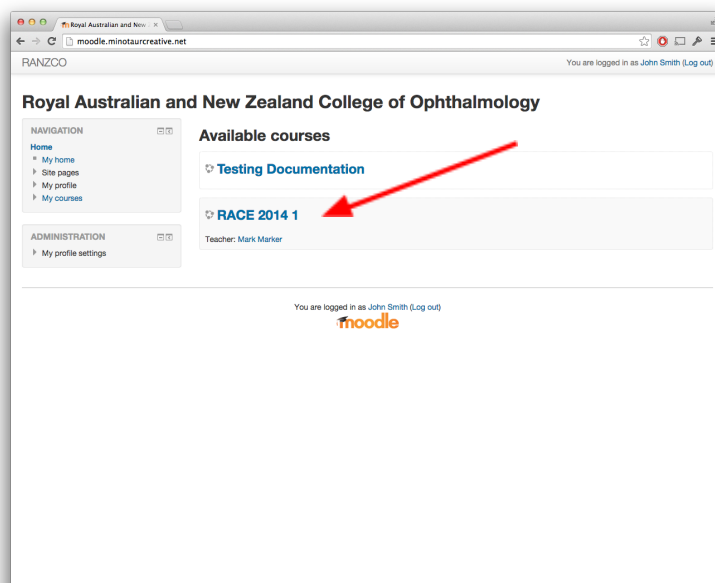 Royal Australian and New Z
moodle.minotaurcreative.net
RANZCO
You are logged in as John Smith (Log out)
Royal Australian and New Zealand College of Ophthalmology
NAVIGATION
Home
My home
Site pages
My profile
My courses
ADMINISTRATION
My profile settings
Available courses
Testing Documentation
RACE 2014 1
Teacher: Mark Marker
You are logged in as John Smith (Log out)
moodle